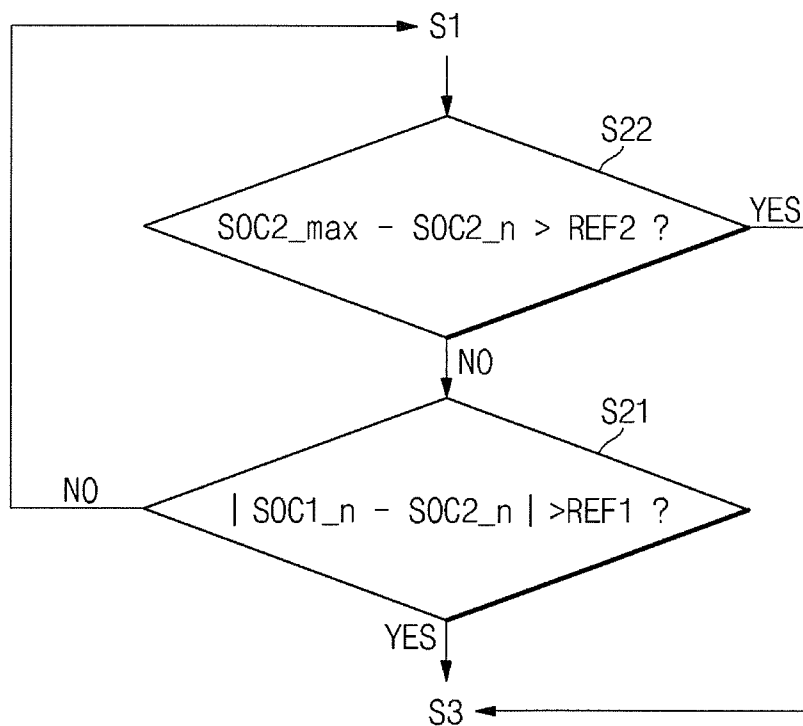 S1
S22
SOC2_max - SOC2_n > REF2 ?
YES
NO
S21
| SOC1_n - SOC2_n | >REF1 ?
NO
YES
S3